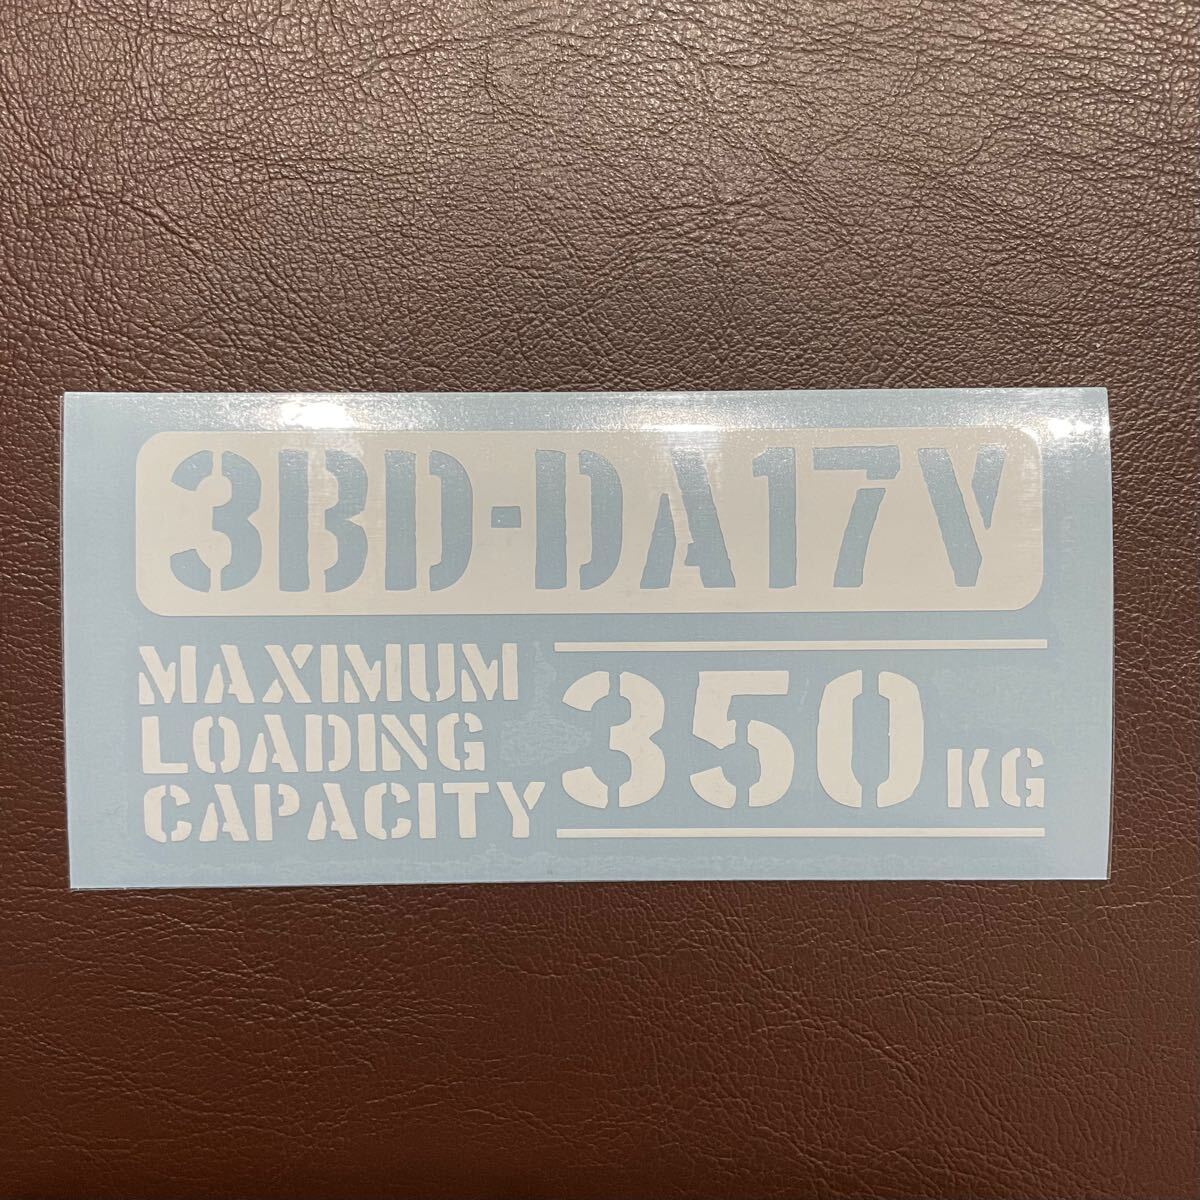 3BD-DA17V
MAXIMUM
LOADING
CAPACITY
350 KG